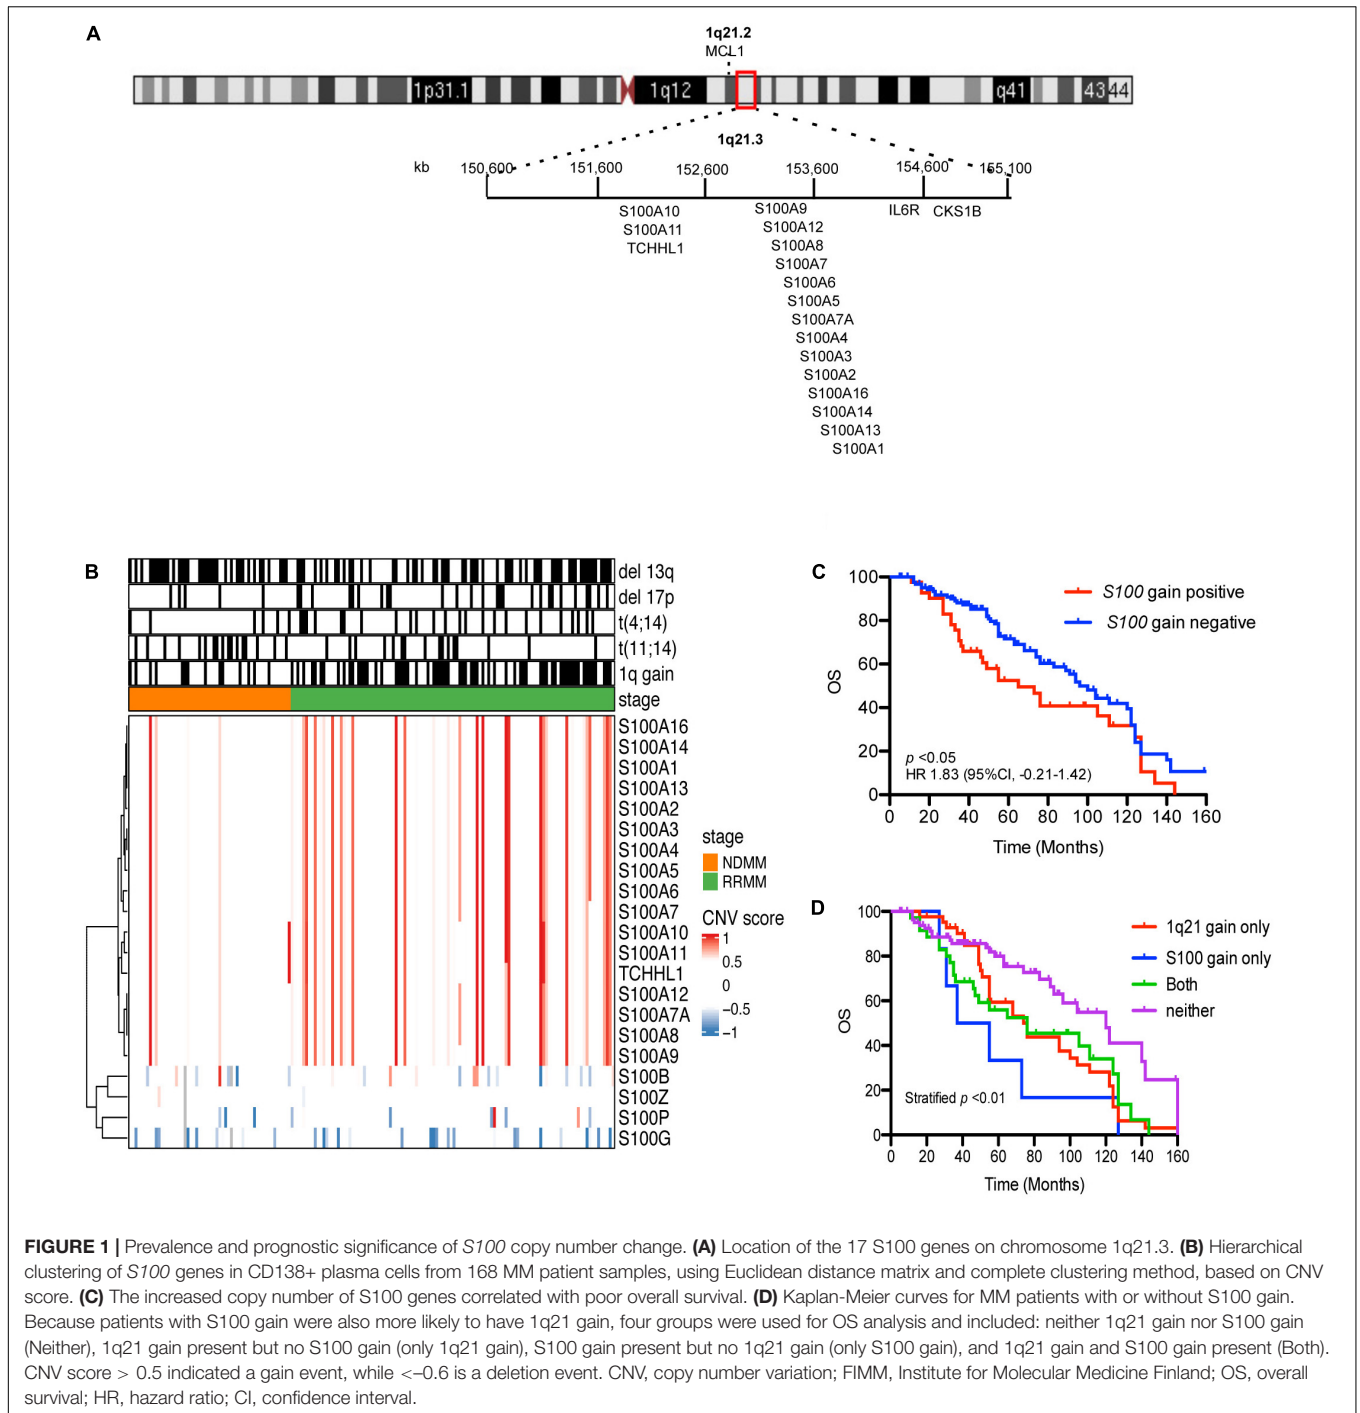 A
1q21.2
MCL1
1p31.1
1q12
q41
43
44
1q21.3
kb
150,600
151,600
152,600
153,600
154,600
155,100
S100A10
S100A11
TCHHL1
S100A9
S100A12
S100A8
S100A7
S100A6
S100A5
S100A7A
S100A4
S100A3
S100A2
S100A16
S100A14
S100A13
S100A1
IL6R
CKS1B
B
del 13q
del 17p
t(4;14)
t(11;14)
1q gain
stage
S100A16
S100A14
S100A1
S100A13
S100A2
S100A3
S100A4
S100A5
S100A6
S100A7
S100A10
S100A11
TCHHL1
S100A12
S100A7A
S100A8
S100A9
S100B
S100Z
S100P
S100G
stage
NDMM
RRMM
CNV score
1
0.5
0
−0.5
−1
C
OS
100
80
60
40
20
0
S100 gain positive
S100 gain negative
p <0.05
HR 1.83 (95%CI, -0.21-1.42)
0 20 40 60 80 100 120 140 160
Time (Months)
D
OS
100
80
60
40
20
0
1q21 gain only
S100 gain only
Both
neither
Stratified p <0.01
0 20 40 60 80 100 120 140 160
Time (Months)
FIGURE 1 | Prevalence and prognostic significance of S100 copy number change. (A) Location of the 17 S100 genes on chromosome 1q21.3. (B) Hierarchical
clustering of S100 genes in CD138+ plasma cells from 168 MM patient samples, using Euclidean distance matrix and complete clustering method, based on CNV
score. (C) The increased copy number of S100 genes correlated with poor overall survival. (D) Kaplan-Meier curves for MM patients with or without S100 gain.
Because patients with S100 gain were also more likely to have 1q21 gain, four groups were used for OS analysis and included: neither 1q21 gain nor S100 gain
(Neither), 1q21 gain present but no S100 gain (only 1q21 gain), S100 gain present but no 1q21 gain (only S100 gain), and 1q21 gain and S100 gain present (Both).
CNV score > 0.5 indicated a gain event, while <–0.6 is a deletion event. CNV, copy number variation; FIMM, Institute for Molecular Medicine Finland; OS, overall
survival; HR, hazard ratio; CI, confidence interval.